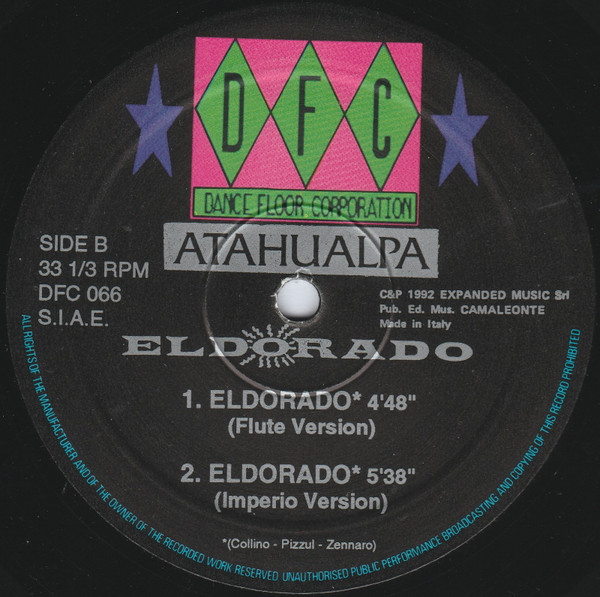 DFC
DANCE FLOOR CORPORATION
ATAHUALPA
SIDE B
33 1/3 RPM
DFC 066
S.I.A.E.
C&P 1992 EXPANDED MUSIC Srl
Pub. Ed. Mus. CAMALEONTE
Made in Italy
ELDORADO
1. ELDORADO* 4'48"
(Flute Version)
2. ELDORADO* 5'38"
(Imperio Version)
*(Collino - Pizzul - Zennaro)
ALL RIGHTS OF THE MANUFACTURER AND OF THE OWNER OF THE RECORDED WORK RESERVED UNAUTHORISED PUBLIC PERFORMANCE BROADCASTING AND COPYING OF THIS RECORD PROHIBITED